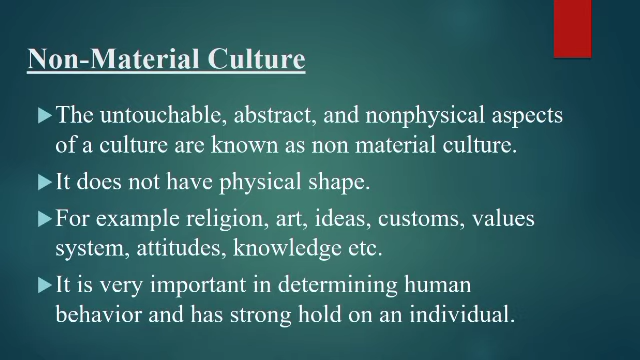 Non-Material Culture
The untouchable, abstract, and nonphysical aspects
of a culture are known as non material culture.
It does not have physical shape.
For example religion, art, ideas, customs, values
system, attitudes, knowledge etc.
It is very important in determining human
behavior and has strong hold on an individual.